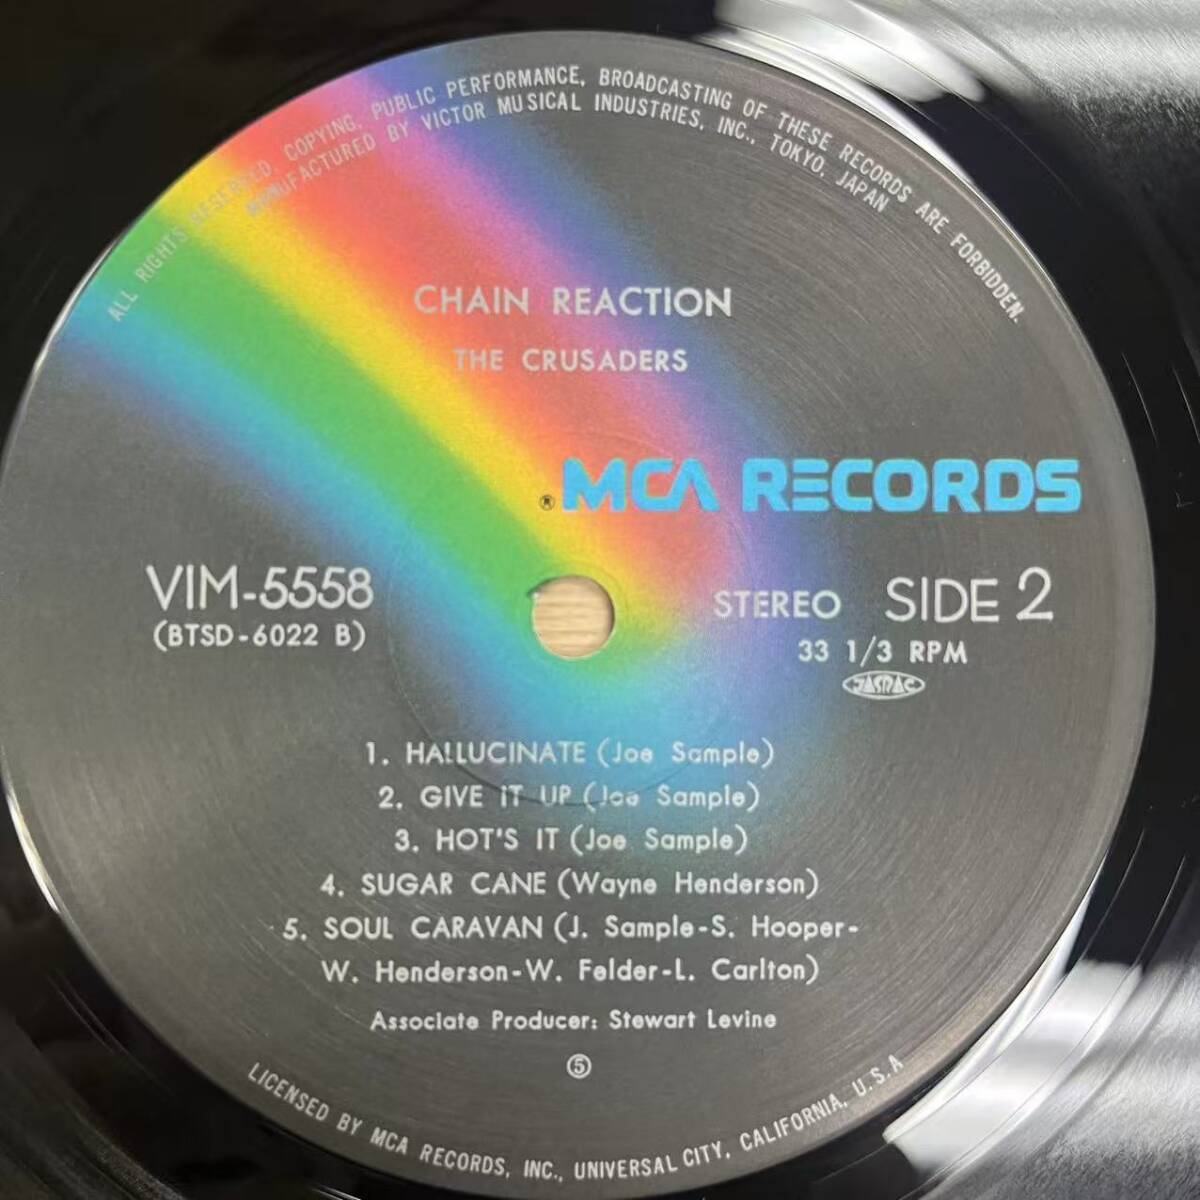 ALL RIGHTS RESERVED. COPYING, PUBLIC PERFORMANCE, BROADCASTING OF THESE RECORDS ARE FORBIDDEN.
MANUFACTURED BY VICTOR MUSICAL INDUSTRIES, INC., TOKYO, JAPAN
CHAIN REACTION
THE CRUSADERS
® MCA RECORDS
VIM-5558
(BTSD-6022 B)
STEREO SIDE 2
33 1/3 RPM
JASRAC
1. HALLUCINATE (Joe Sample)
2. GIVE IT UP (Joe Sample)
3. HOT'S IT (Joe Sample)
4. SUGAR CANE (Wayne Henderson)
5. SOUL CARAVAN (J. Sample-S. Hooper-
W. Henderson-W. Felder-L. Carlton)
Associate Producer: Stewart Levine
⑤
LICENSED BY MCA RECORDS, INC., UNIVERSAL CITY, CALIFORNIA, U.S.A